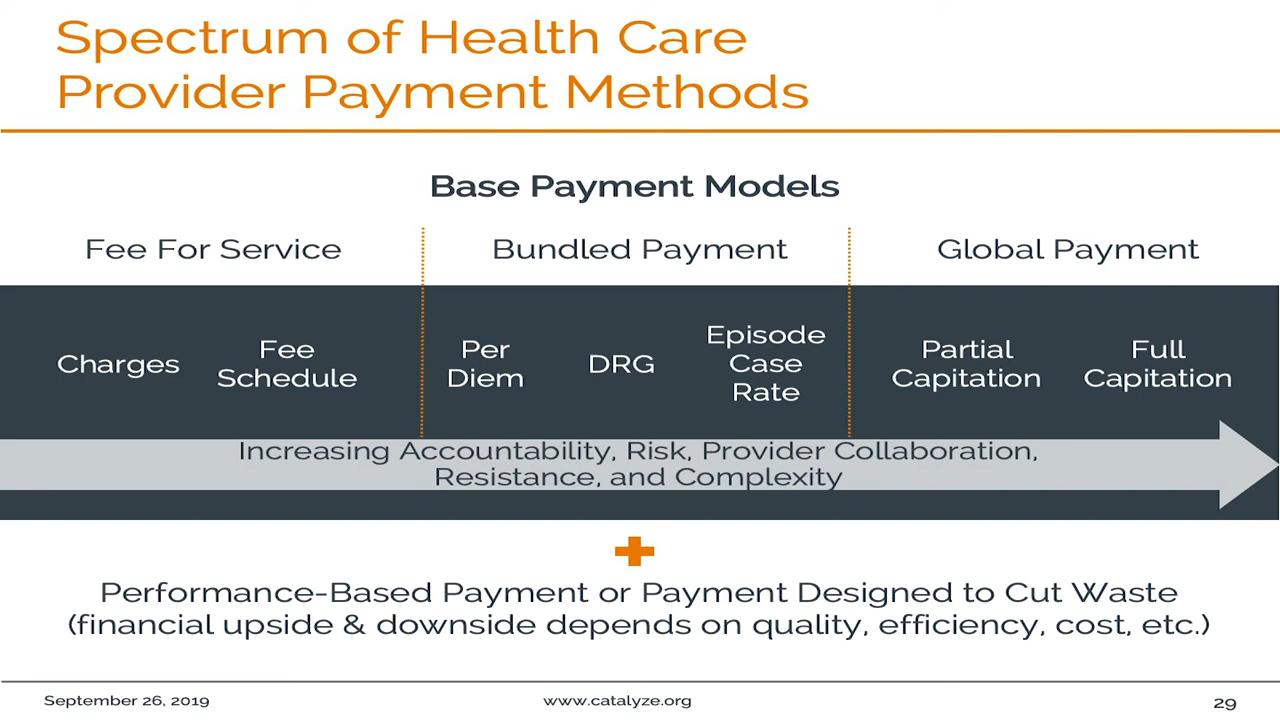 Spectrum of Health Care
Provider Payment Methods
Base Payment Models
Fee For Service
Bundled Payment
Global Payment
Charges
Fee
Schedule
Per
Diem
DRG
Episode
Case
Rate
Partial
Capitation
Full
Capitation
Increasing Accountability, Risk, Provider Collaboration,
Resistance, and Complexity
Performance-Based Payment or Payment Designed to Cut Waste
(financial upside & downside depends on quality, efficiency, cost, etc.)
September 26, 2019
www.catalyze.org
29